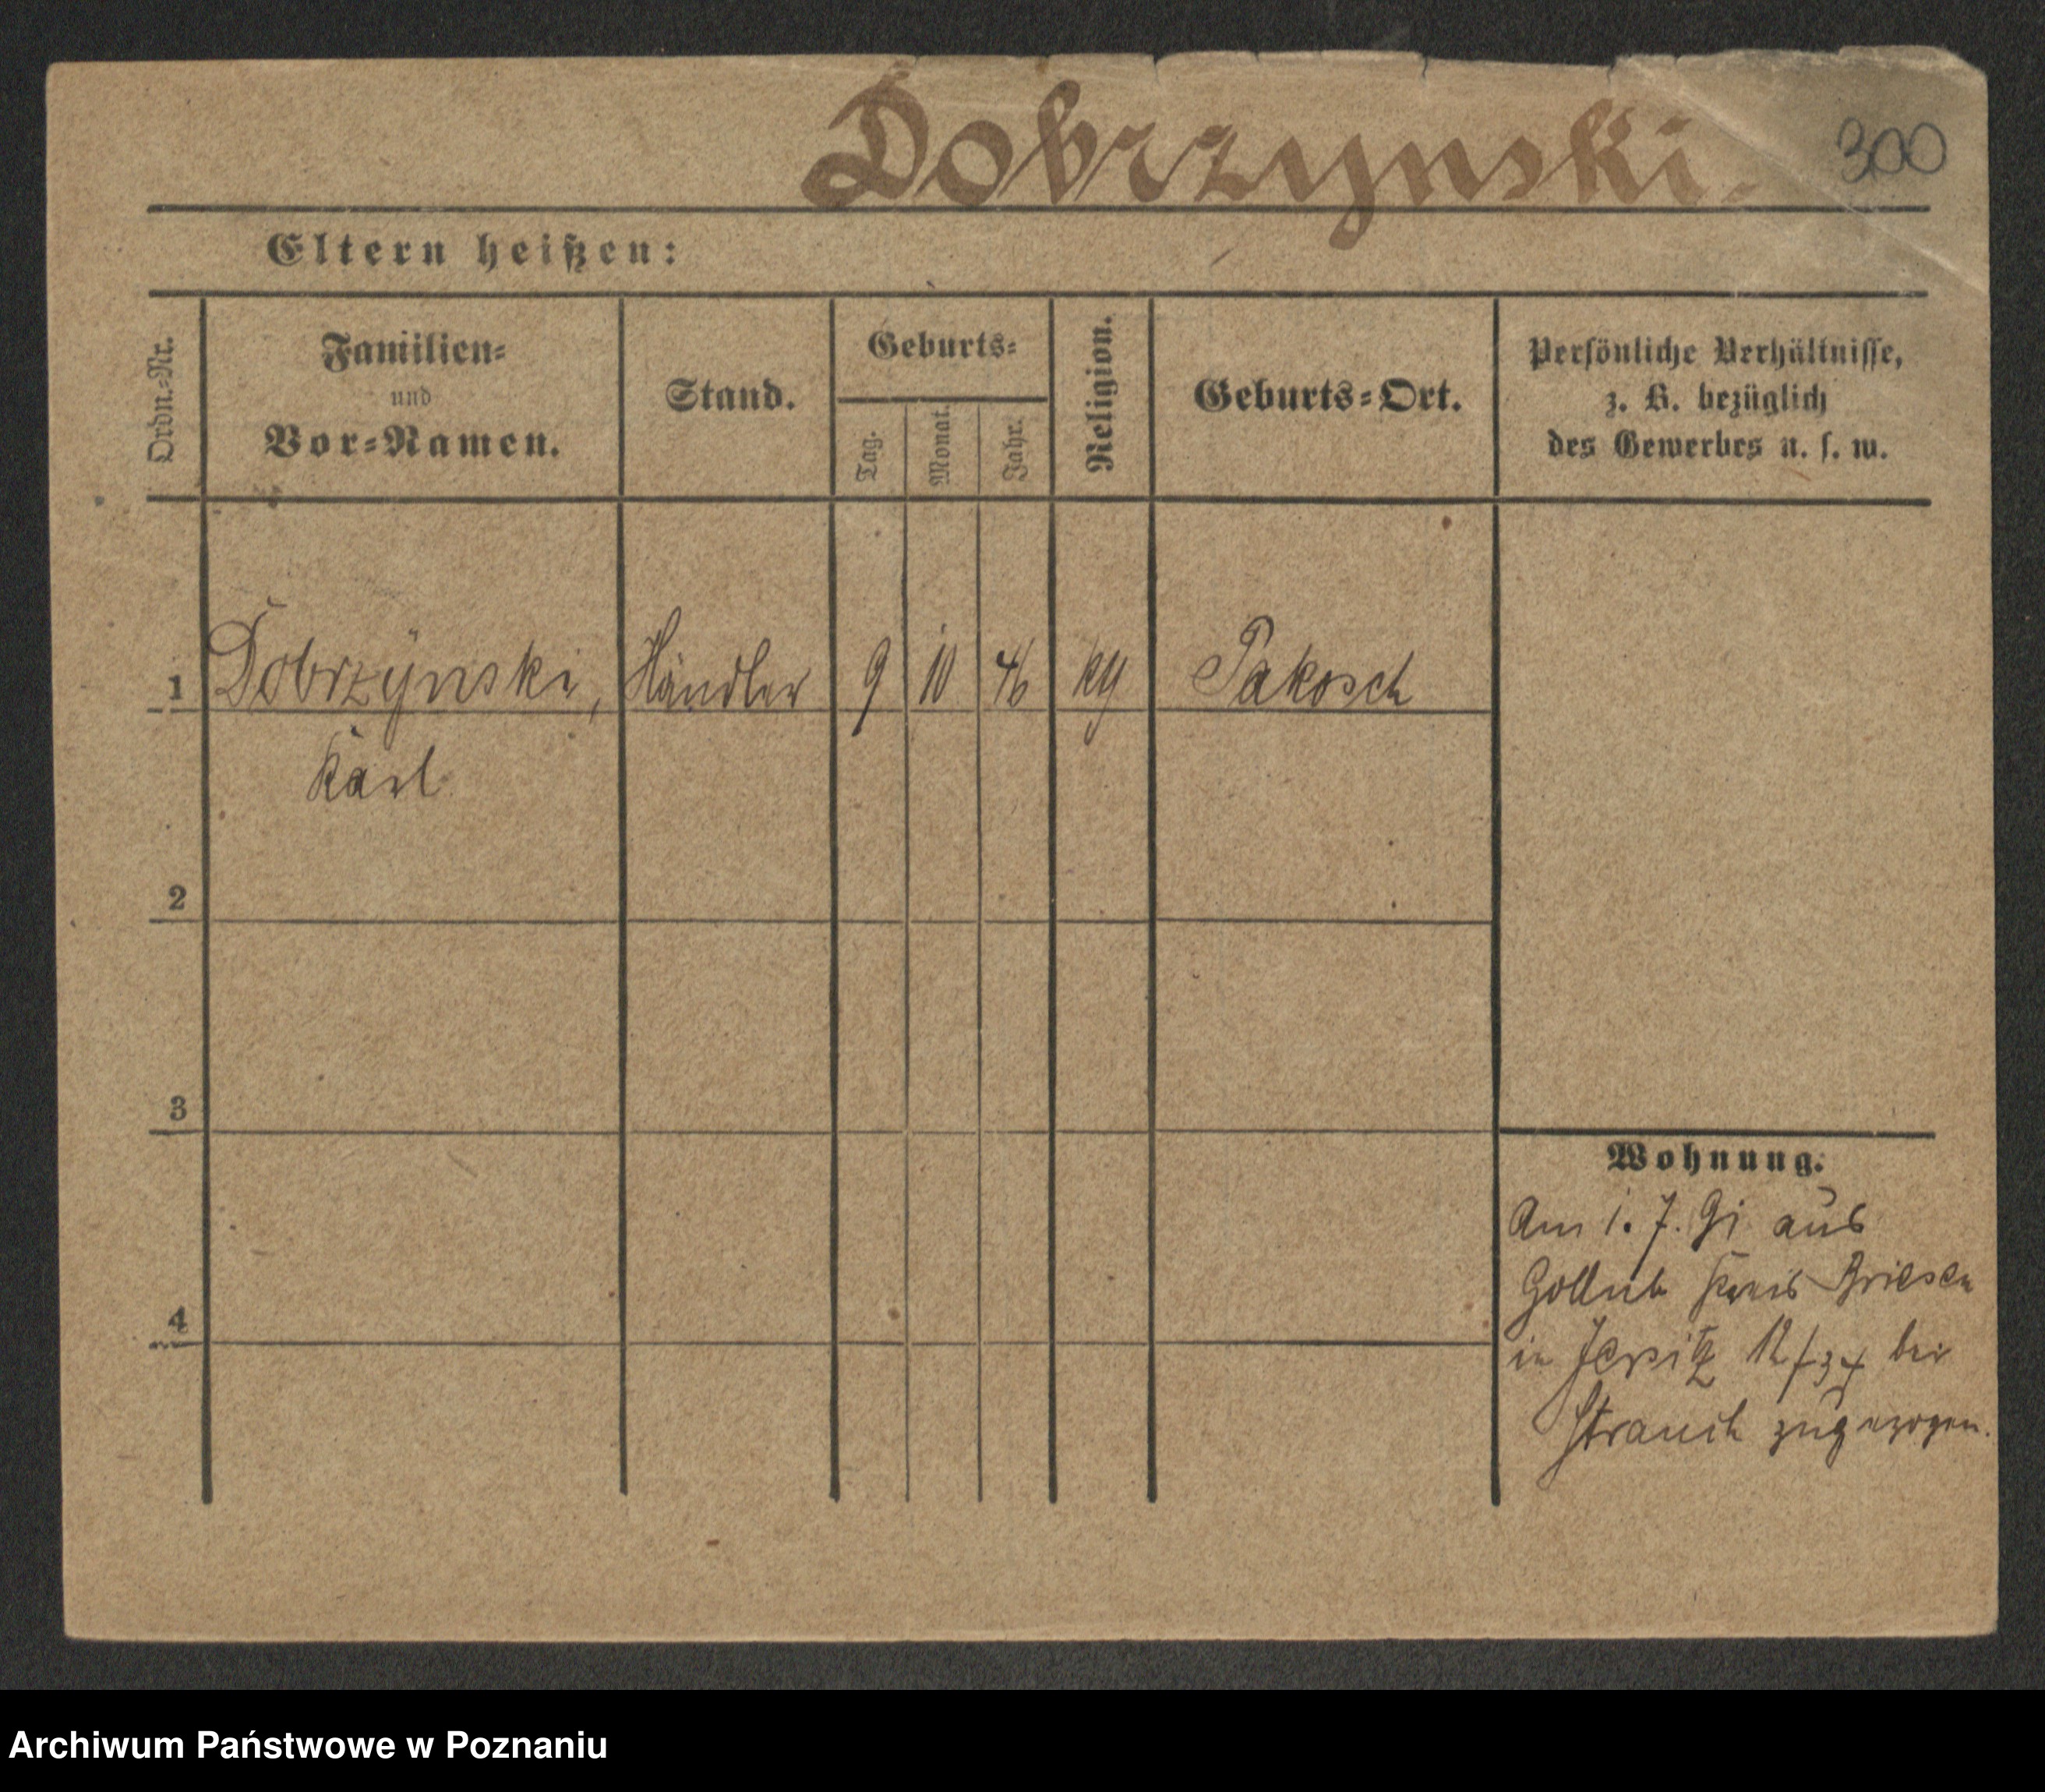 Dobrzynski.
300
Eltern heißen:
Ordn.-Nr.
Familien-
und
Vor-Namen.
Stand.
Geburts-
Tag.
Monat.
Jahr.
Religion.
Geburts-Ort.
Persönliche Verhältnisse,
z. B. bezüglich
des Gewerbes u. s. w.
1 Dobrzynski, Händler 9 10 46 Pakosch
Karl
2
3
4
Wohnung.
Am 1. 7. 91 aus
Gollub Kreis Briesen
in Jersitz bei
Strauch zugezogen.
Archiwum Państwowe w Poznaniu